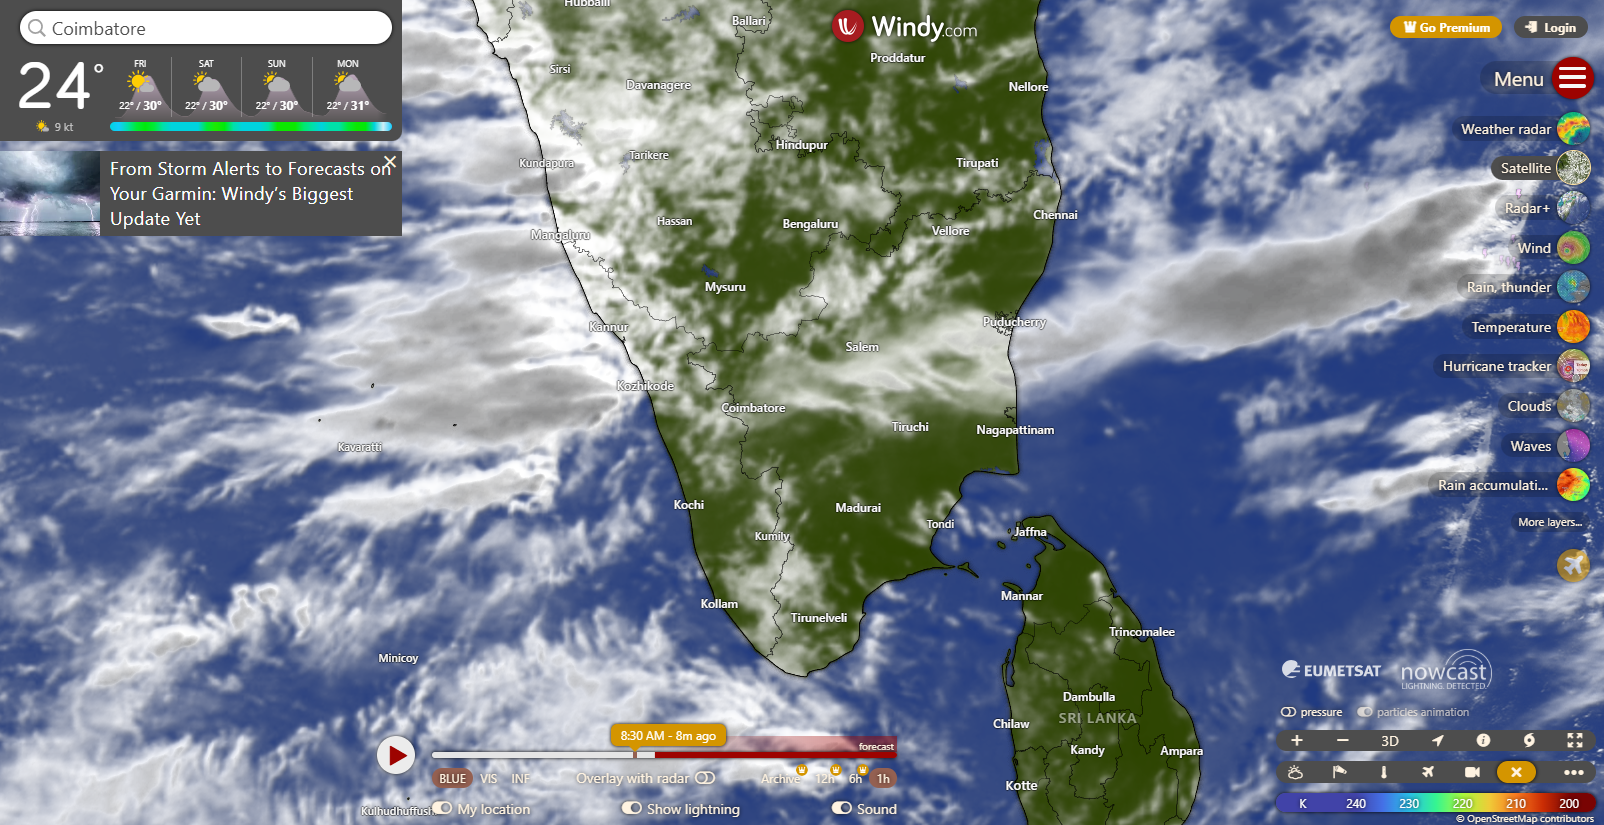 Coimbatore
24°
9 kt
FRI
22° / 30°
SAT
22° / 30°
SUN
22° / 30°
MON
22° / 31°
From Storm Alerts to Forecasts on
Your Garmin: Windy's Biggest
Update Yet
Windy.com
Go Premium
Login
Menu
Weather radar
Satellite
Radar+
Wind
Rain, thunder
Temperature
Hurricane tracker
Clouds
Waves
Rain accumulati...
More layers...
Hubballi
Ballari
Proddatur
Sirsi
Davanagere
Nellore
Hindupur
Kundapura
Tarikere
Tirupati
Chennai
Hassan
Bengaluru
Vellore
Mangaluru
Mysuru
Kannur
Puducherry
Salem
Kozhikode
Coimbatore
Tiruchi
Nagapattinam
Kavaratti
Kochi
Madurai
Tondi
Kumily
Jaffna
Mannar
Kollam
Tirunelveli
Trincomalee
Minicoy
Dambulla
SRI LANKA
Chilaw
Kandy
Ampara
Kotte
Kulhudhuffush
EUMETSAT
nowcast
LIGHTNING DETECTED
pressure
particles animation
3D
K 240 230 220 210 200
© OpenStreetMap contributors
8:30 AM - 8m ago
forecast
BLUE VIS INF
Overlay with radar
Archive 12h 6h 1h
My location
Show lightning
Sound